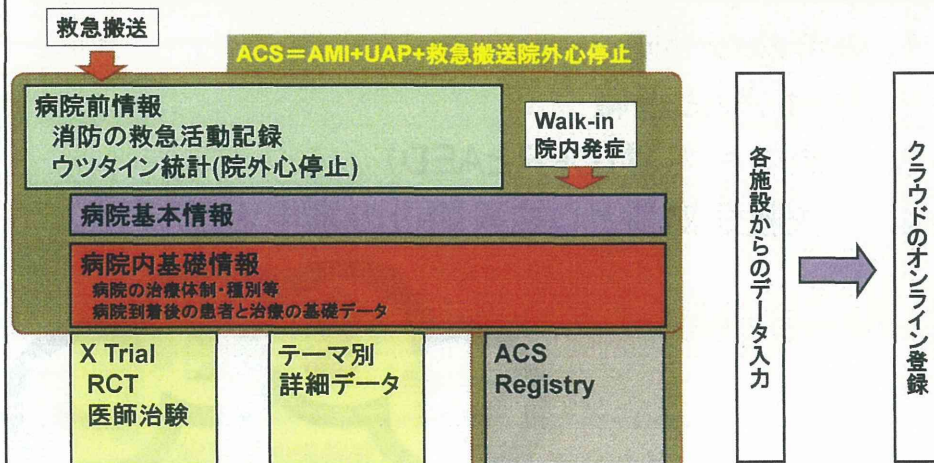 救急搬送
ACS＝AMI+UAP+救急搬送院外心停止
病院前情報
消防の救急活動記録
ウツタイン統計(院外心停止)
Walk-in
院内発症
病院基本情報
病院内基礎情報
病院の治療体制・種別等
病院到着後の患者と治療の基礎データ
X Trial
RCT
医師治験
テーマ別
詳細データ
ACS
Registry
各施設からのデータ入力
クラウドのオンライン登録